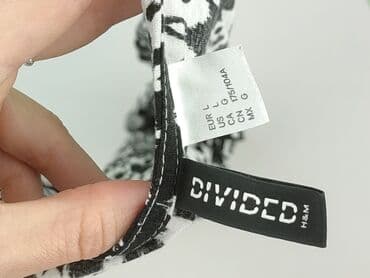 EUR L
US L
CA G
CN 175/104A
MX G
DIVIDED
H&M